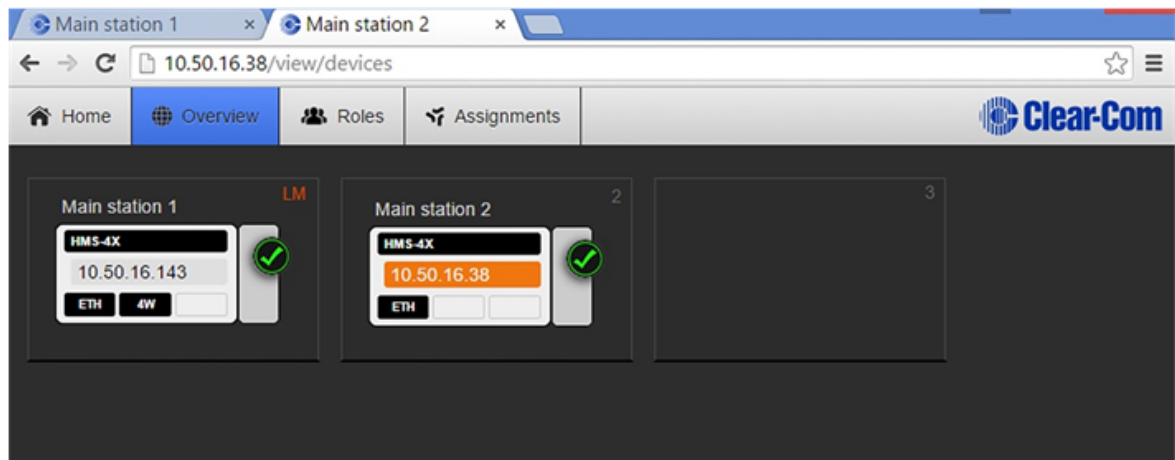 Main station 1 ×
Main station 2 ×
10.50.16.38/view/devices
Home
Overview
Roles
Assignments
Clear-Com
Main station 1
LM
HMS-4X
10.50.16.143
ETH 4W
Main station 2
2
HMS-4X
10.50.16.38
ETH
3